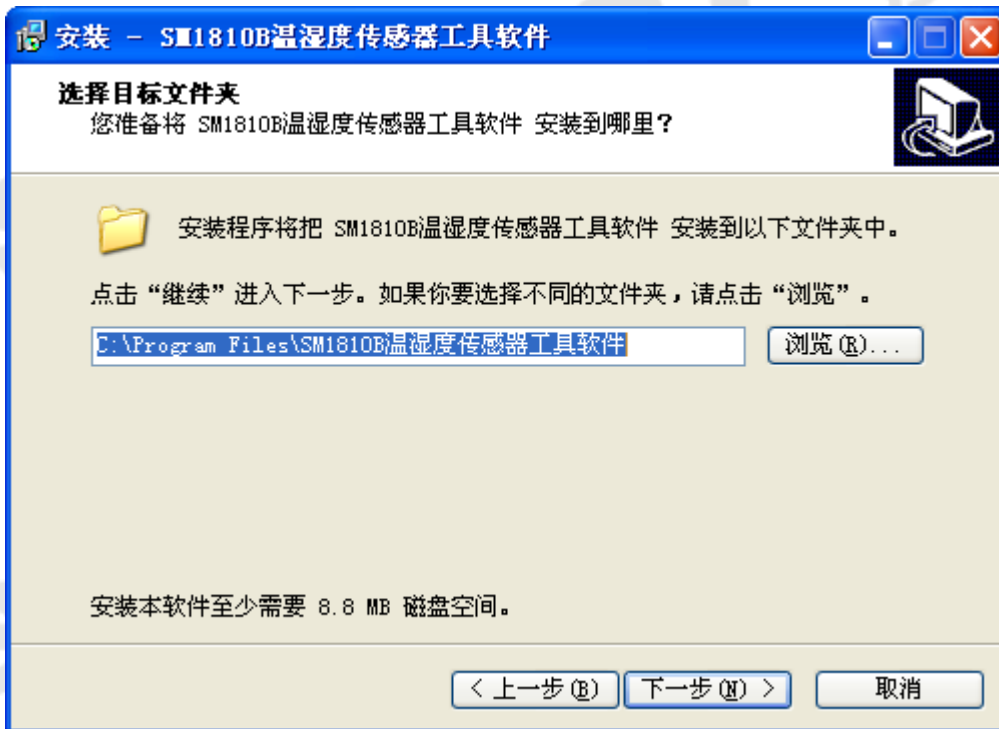 安装 - SM1810B温湿度传感器工具软件
选择目标文件夹
您准备将 SM1810B温湿度传感器工具软件 安装到哪里？
安装程序将把 SM1810B温湿度传感器工具软件 安装到以下文件夹中。
点击“继续”进入下一步。如果你要选择不同的文件夹，请点击“浏览”。
C:\Program Files\SM1810B温湿度传感器工具软件
浏览(R)...
安装本软件至少需要 8.8 MB 磁盘空间。
< 上一步(B)
下一步(N) >
取消